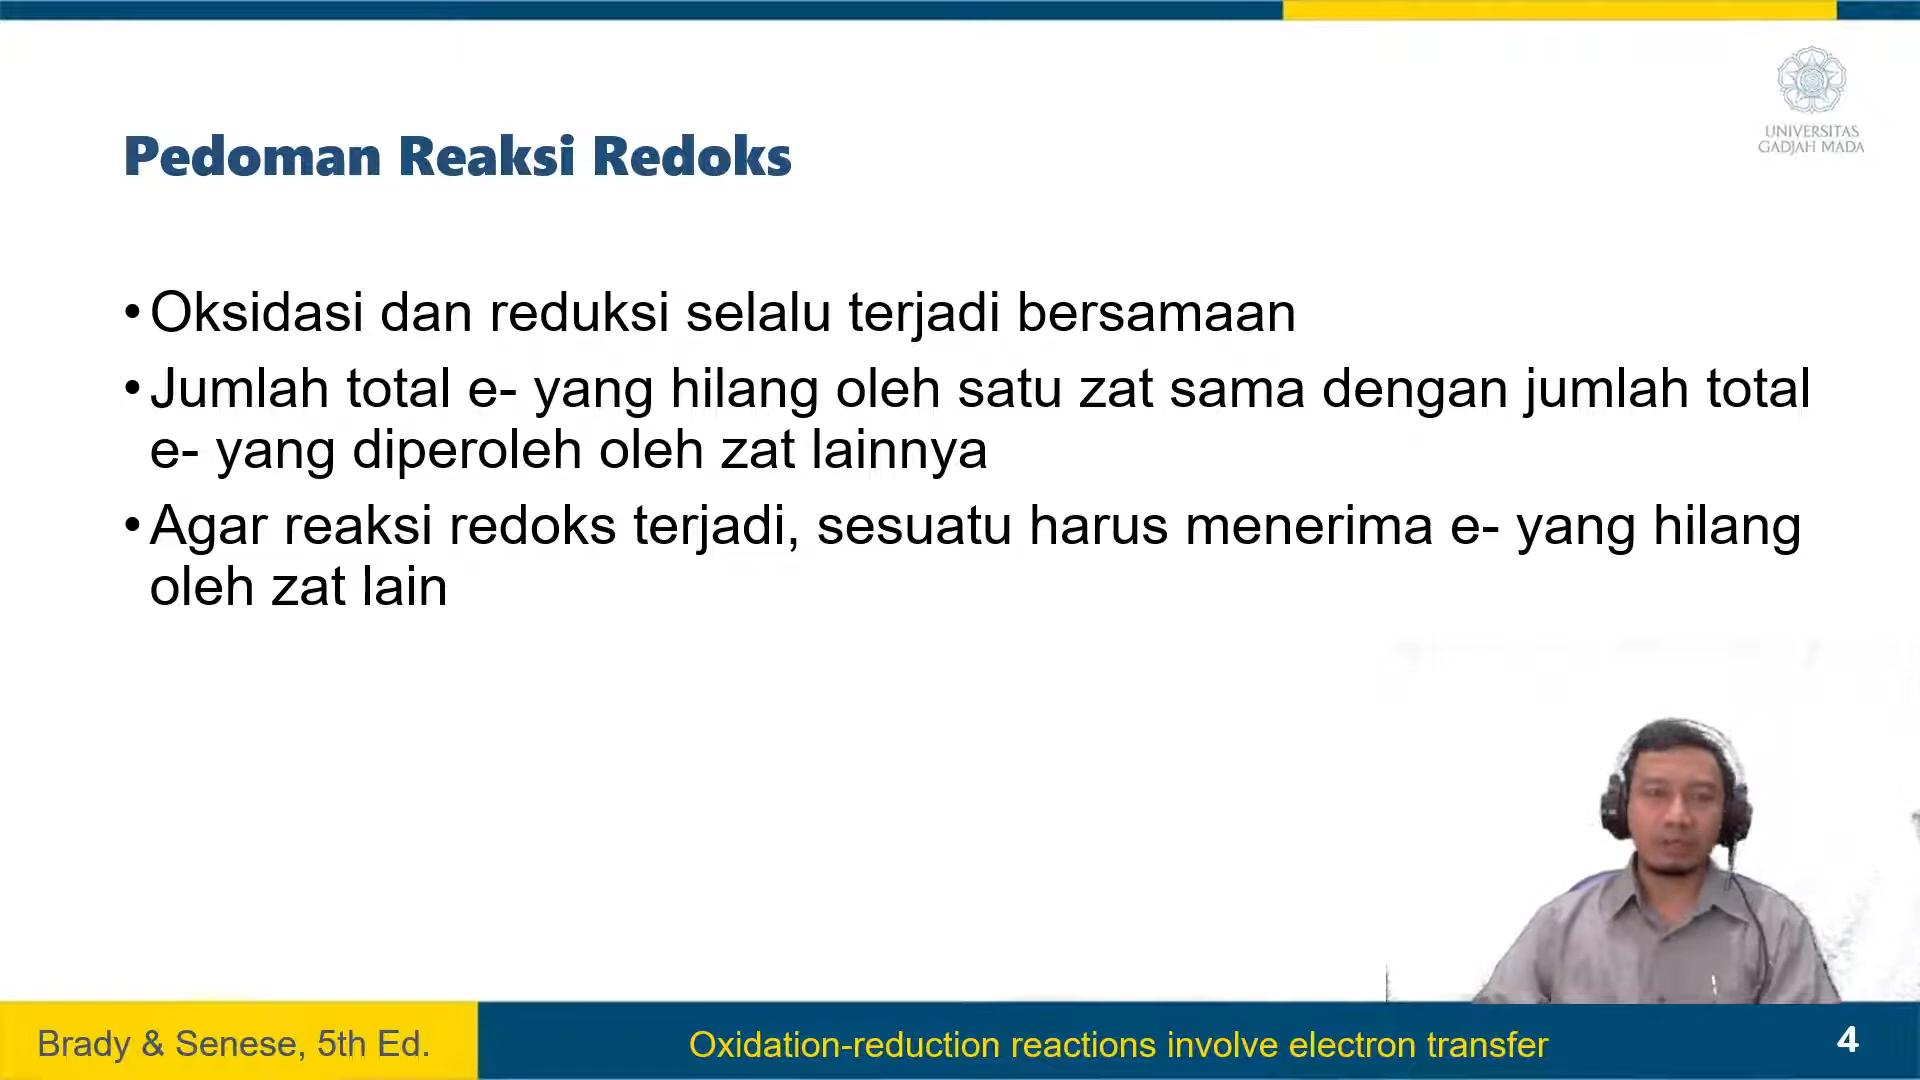 UNIVERSITAS
GADJAH MADA
Pedoman Reaksi Redoks
•Oksidasi dan reduksi selalu terjadi bersamaan
•Jumlah total e- yang hilang oleh satu zat sama dengan jumlah total
e- yang diperoleh oleh zat lainnya
•Agar reaksi redoks terjadi, sesuatu harus menerima e- yang hilang
oleh zat lain
Brady & Senese, 5th Ed.
Oxidation-reduction reactions involve electron transfer
4